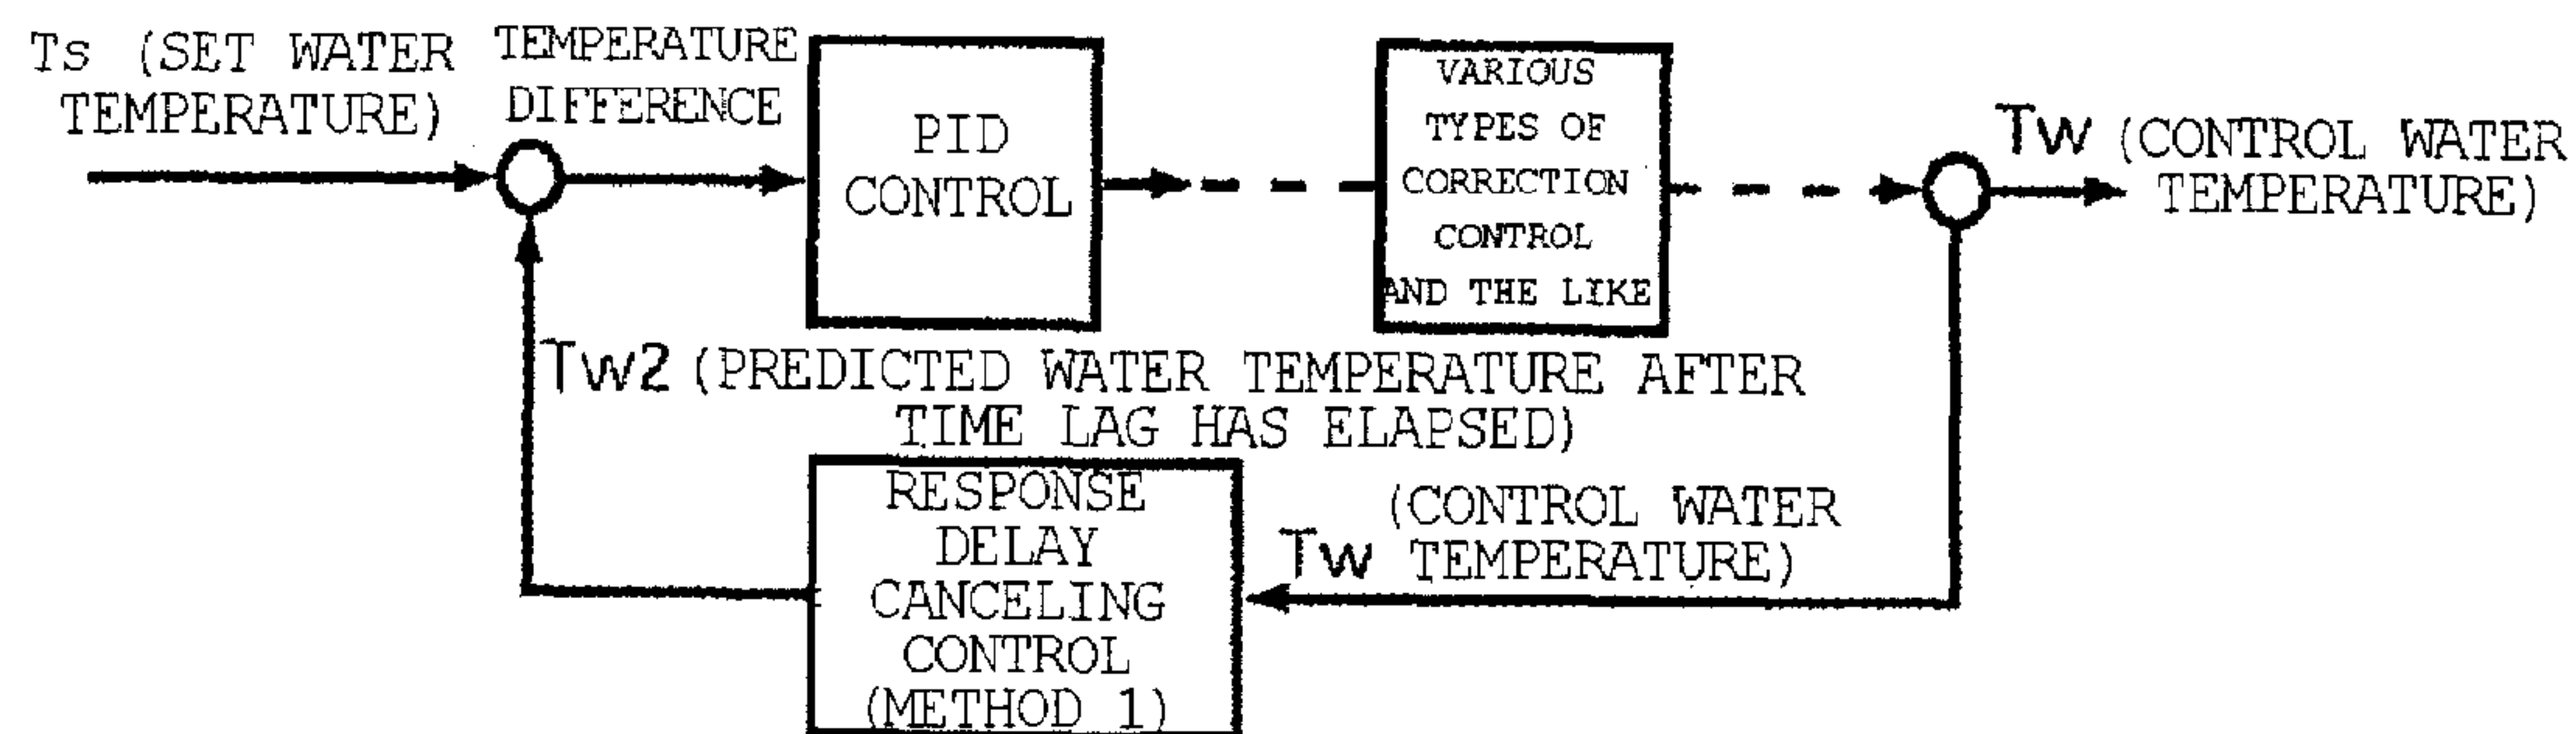 Ts (SET WATER
TEMPERATURE)
TEMPERATURE
DIFFERENCE
PID
CONTROL
VARIOUS
TYPES OF
CORRECTION
CONTROL
AND THE LIKE
Tw (CONTROL WATER
TEMPERATURE)
Tw2 (PREDICTED WATER TEMPERATURE AFTER
TIME LAG HAS ELAPSED)
RESPONSE
DELAY
CANCELING
CONTROL
(METHOD 1)
(CONTROL WATER
Tw TEMPERATURE)